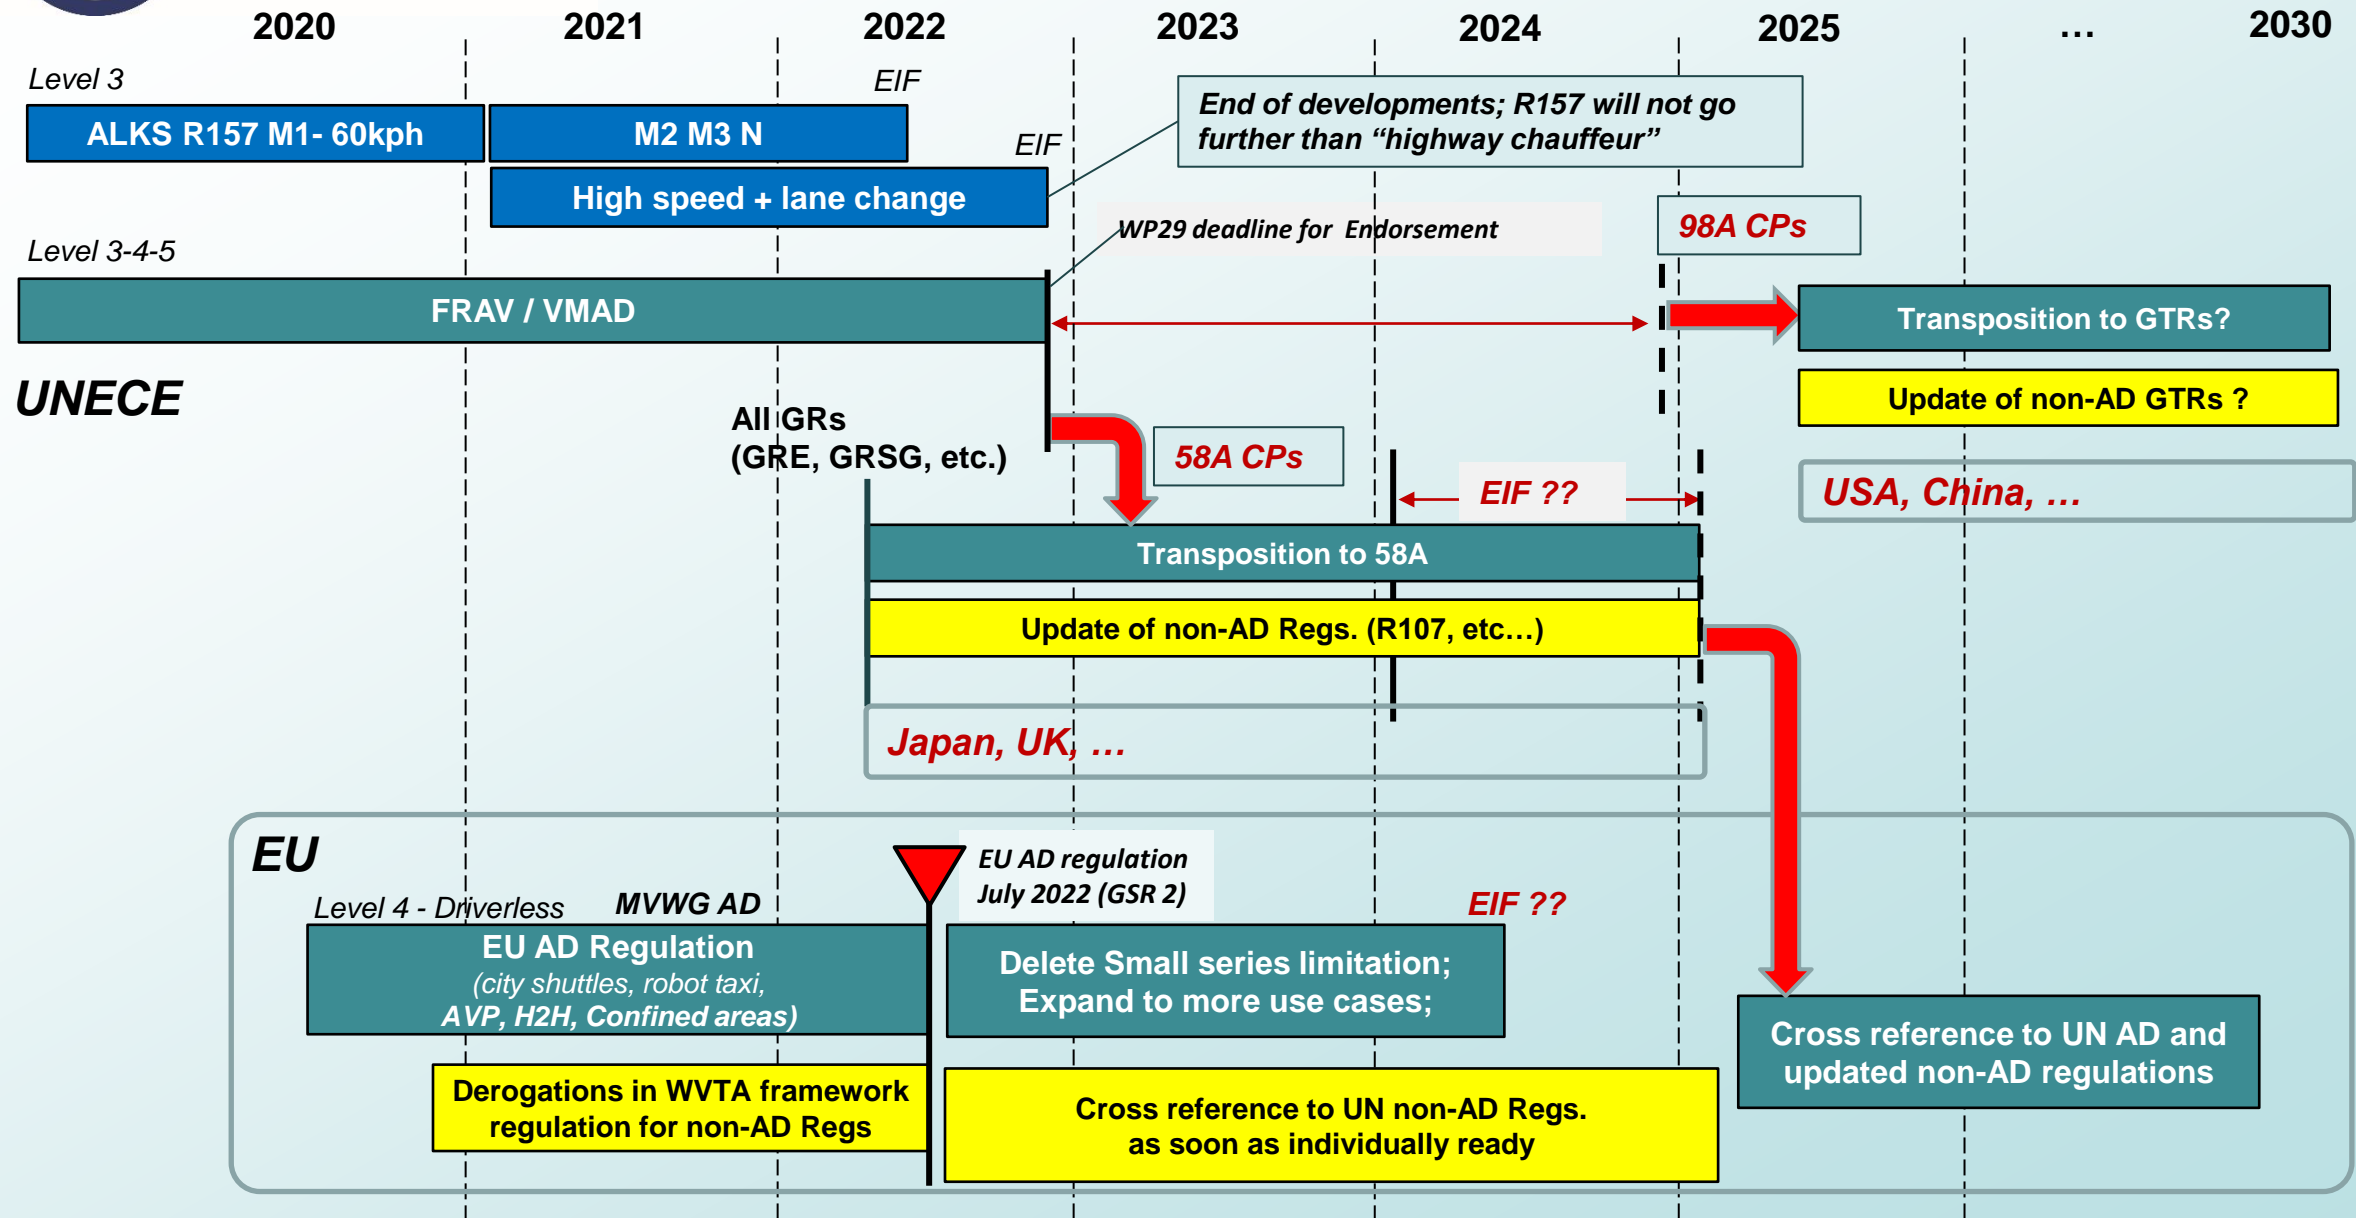 2020 2021 2022 2023 2024 2025 ... 2030
Level 3
EIF
ALKS R157 M1- 60kph
M2 M3 N
EIF
High speed + lane change
End of developments; R157 will not go
further than “highway chauffeur”
WP29 deadline for Endorsement
98A CPs
Level 3-4-5
FRAV / VMAD
Transposition to GTRs?
UNECE
Update of non-AD GTRs ?
All GRs
(GRE, GRSG, etc.)
58A CPs
EIF ??
USA, China, ...
Transposition to 58A
Update of non-AD Regs. (R107, etc...)
Japan, UK, ...
EU
EU AD regulation
July 2022 (GSR 2)
Level 4 - Driverless
MVWG AD
EIF ??
EU AD Regulation
(city shuttles, robot taxi,
AVP, H2H, Confined areas)
Delete Small series limitation;
Expand to more use cases;
Cross reference to UN AD and
updated non-AD regulations
Derogations in WVTA framework
regulation for non-AD Regs
Cross reference to UN non-AD Regs.
as soon as individually ready